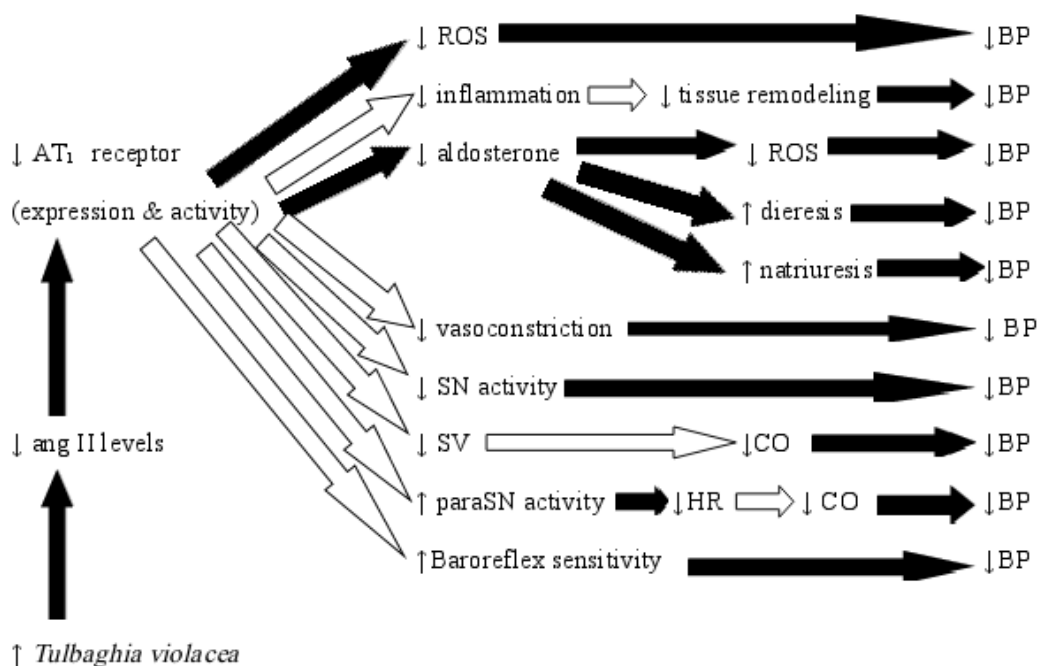 ↓ ROS ↓BP
↓ inflammation ↓ tissue remodeling ↓BP
↓ AT₁ receptor ↓ aldosterone ↓ ROS ↓BP
(expression & activity) ↑ dieresis ↓BP
↑ natriuresis ↓BP
↓ vasoconstriction ↓ BP
↓ SN activity ↓BP
↓ ang II levels ↓ SV ↓CO ↓BP
↑ paraSN activity ↓HR ↓ CO ↓BP
↑Baroreflex sensitivity ↓BP
↑ Tulbaghia violacea